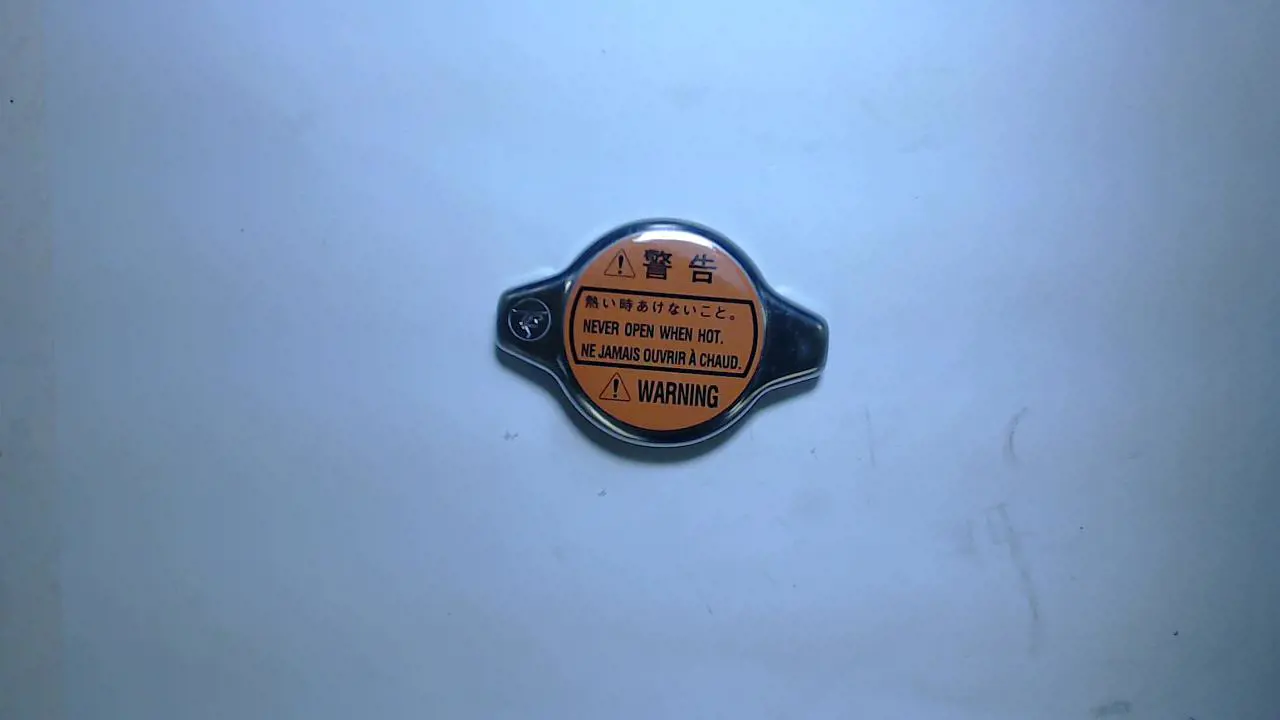 警告
熱い時あけないこと。
NEVER OPEN WHEN HOT.
NE JAMAIS OUVRIR À CHAUD.
WARNING